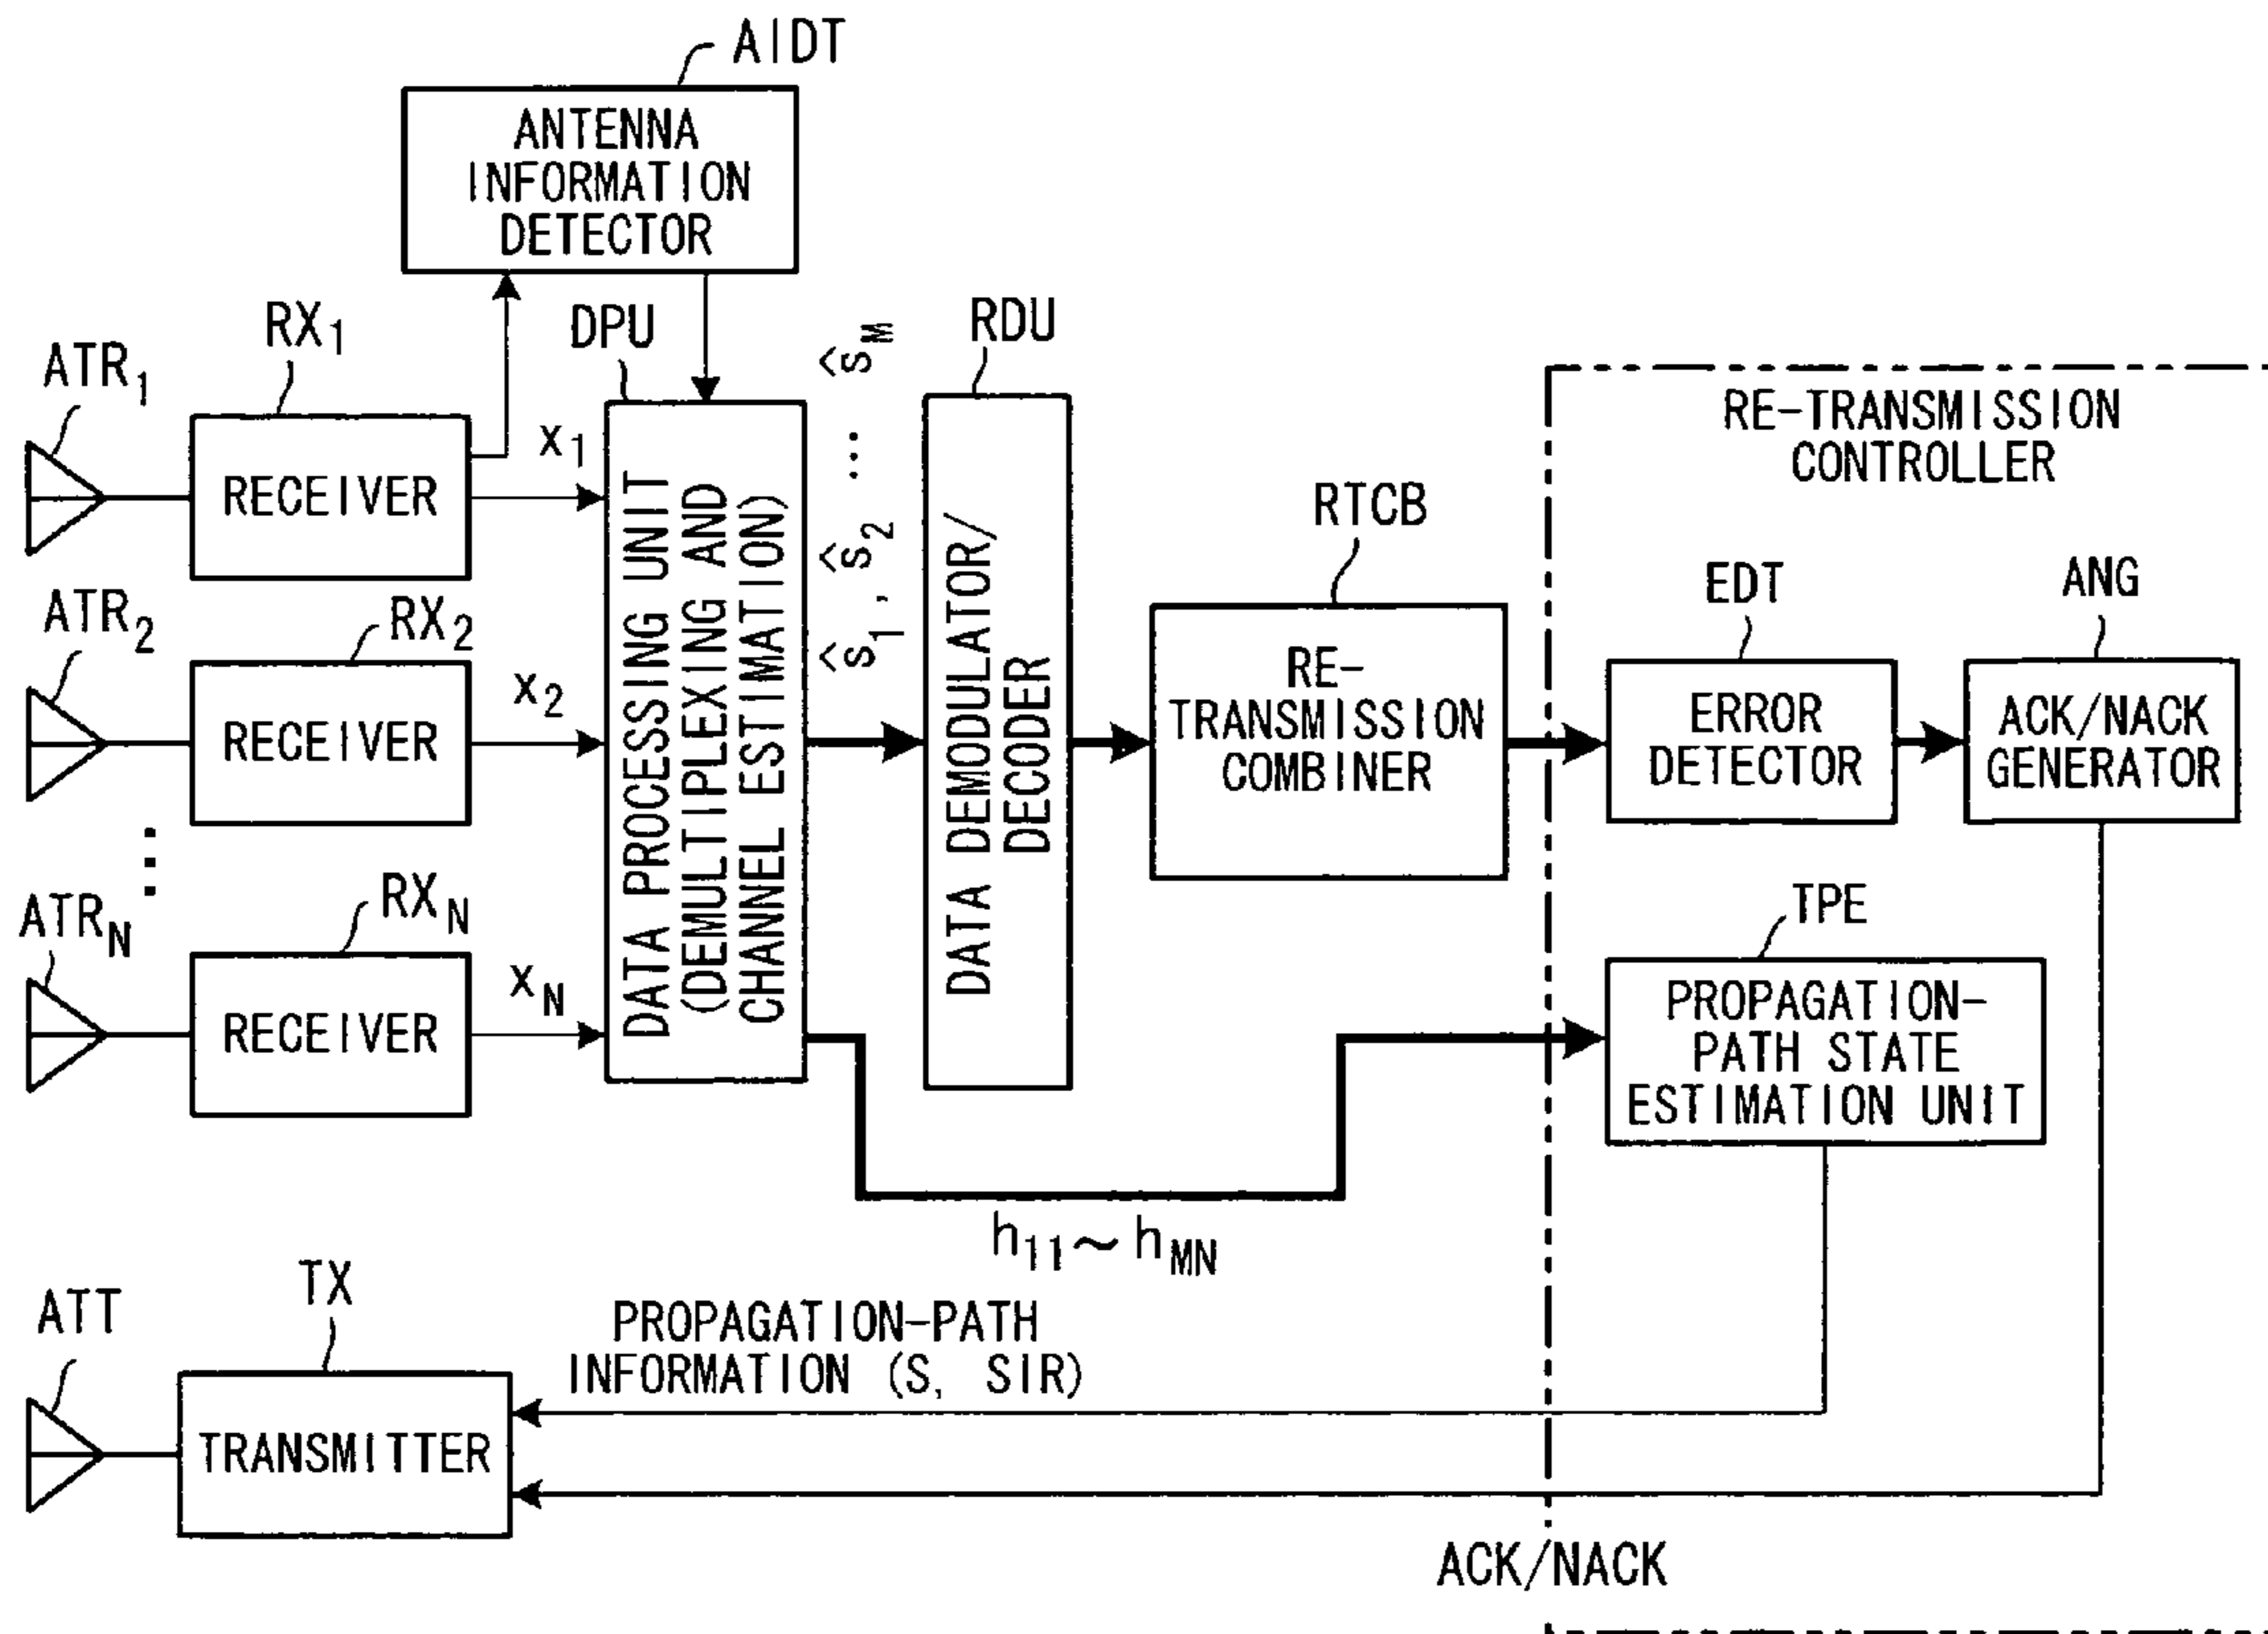 AIDT
ANTENNA
INFORMATION
DETECTOR
RX1
DPU
ŝM
RDU
ATR1
RE-TRANSMISSION
CONTROLLER
x1
RECEIVER
...
RTCB
DATA PROCESSING UNIT
(DEMULTIPLEXING AND
CHANNEL ESTIMATION)
ŝ1, ŝ2
DATA DEMODULATOR/
DECODER
EDT
ANG
ATR2
RX2
x2
RECEIVER
RE-
TRANSMISSION
COMBINER
ERROR
DETECTOR
ACK/NACK
GENERATOR
...
ATRN
RXN
xN
RECEIVER
TPE
PROPAGATION-
PATH STATE
ESTIMATION UNIT
h11~hMN
ATT
TX
PROPAGATION-PATH
INFORMATION (S, SIR)
TRANSMITTER
ACK/NACK